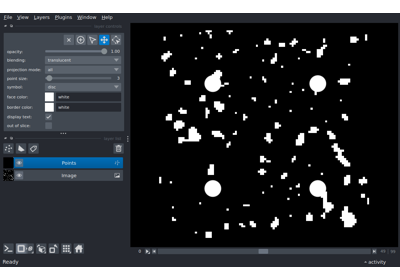 File View Layers Plugins Window Help
opacity: 1.00
blending: translucent
projection mode: all
point size: 3
symbol: disc
face color: white
border color: white
display text:
out of slice:
Points
Image
Ready
activity